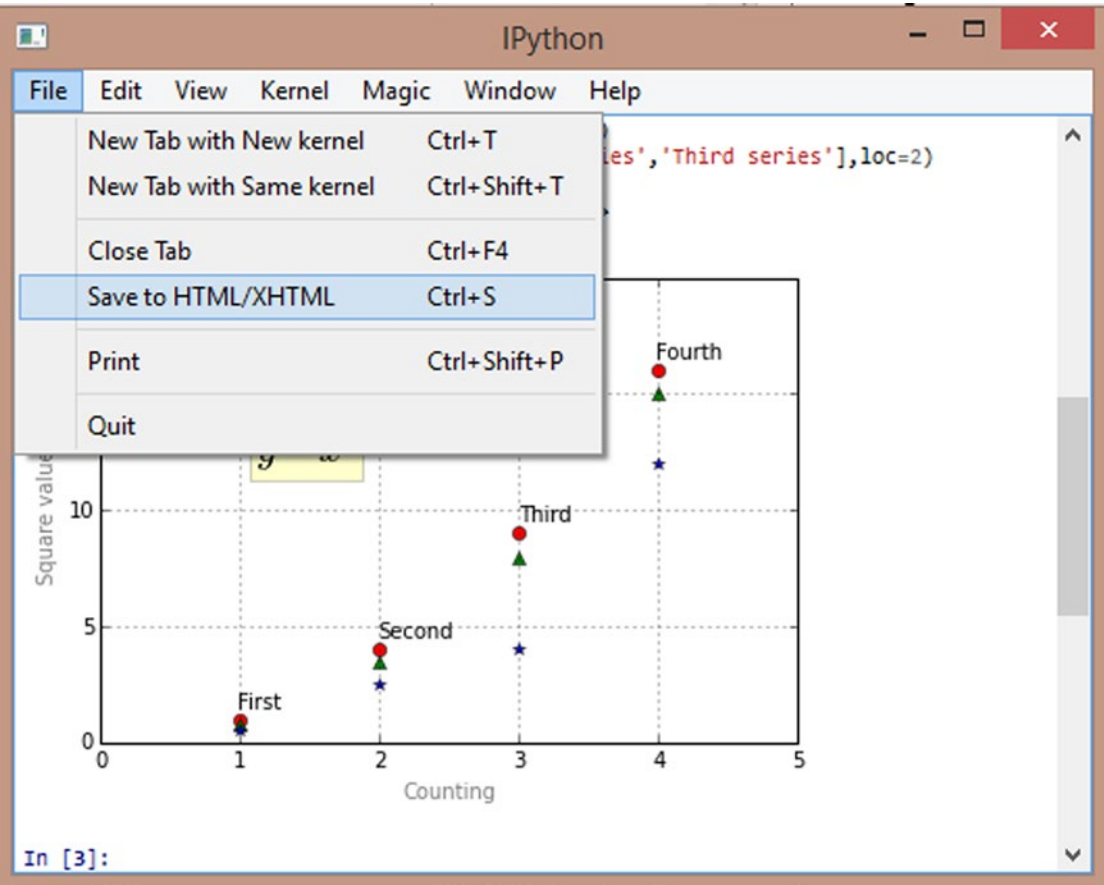 IPython
File Edit View Kernel Magic Window Help
New Tab with New kernel Ctrl+T
New Tab with Same kernel Ctrl+Shift+T
Close Tab Ctrl+F4
Save to HTML/XHTML Ctrl+S
Print Ctrl+Shift+P
Quit
','Third series'],loc=2)
Fourth
Square
10
Third
5
Second
First
0
0 1 2 3 4 5
Counting
In [3]: